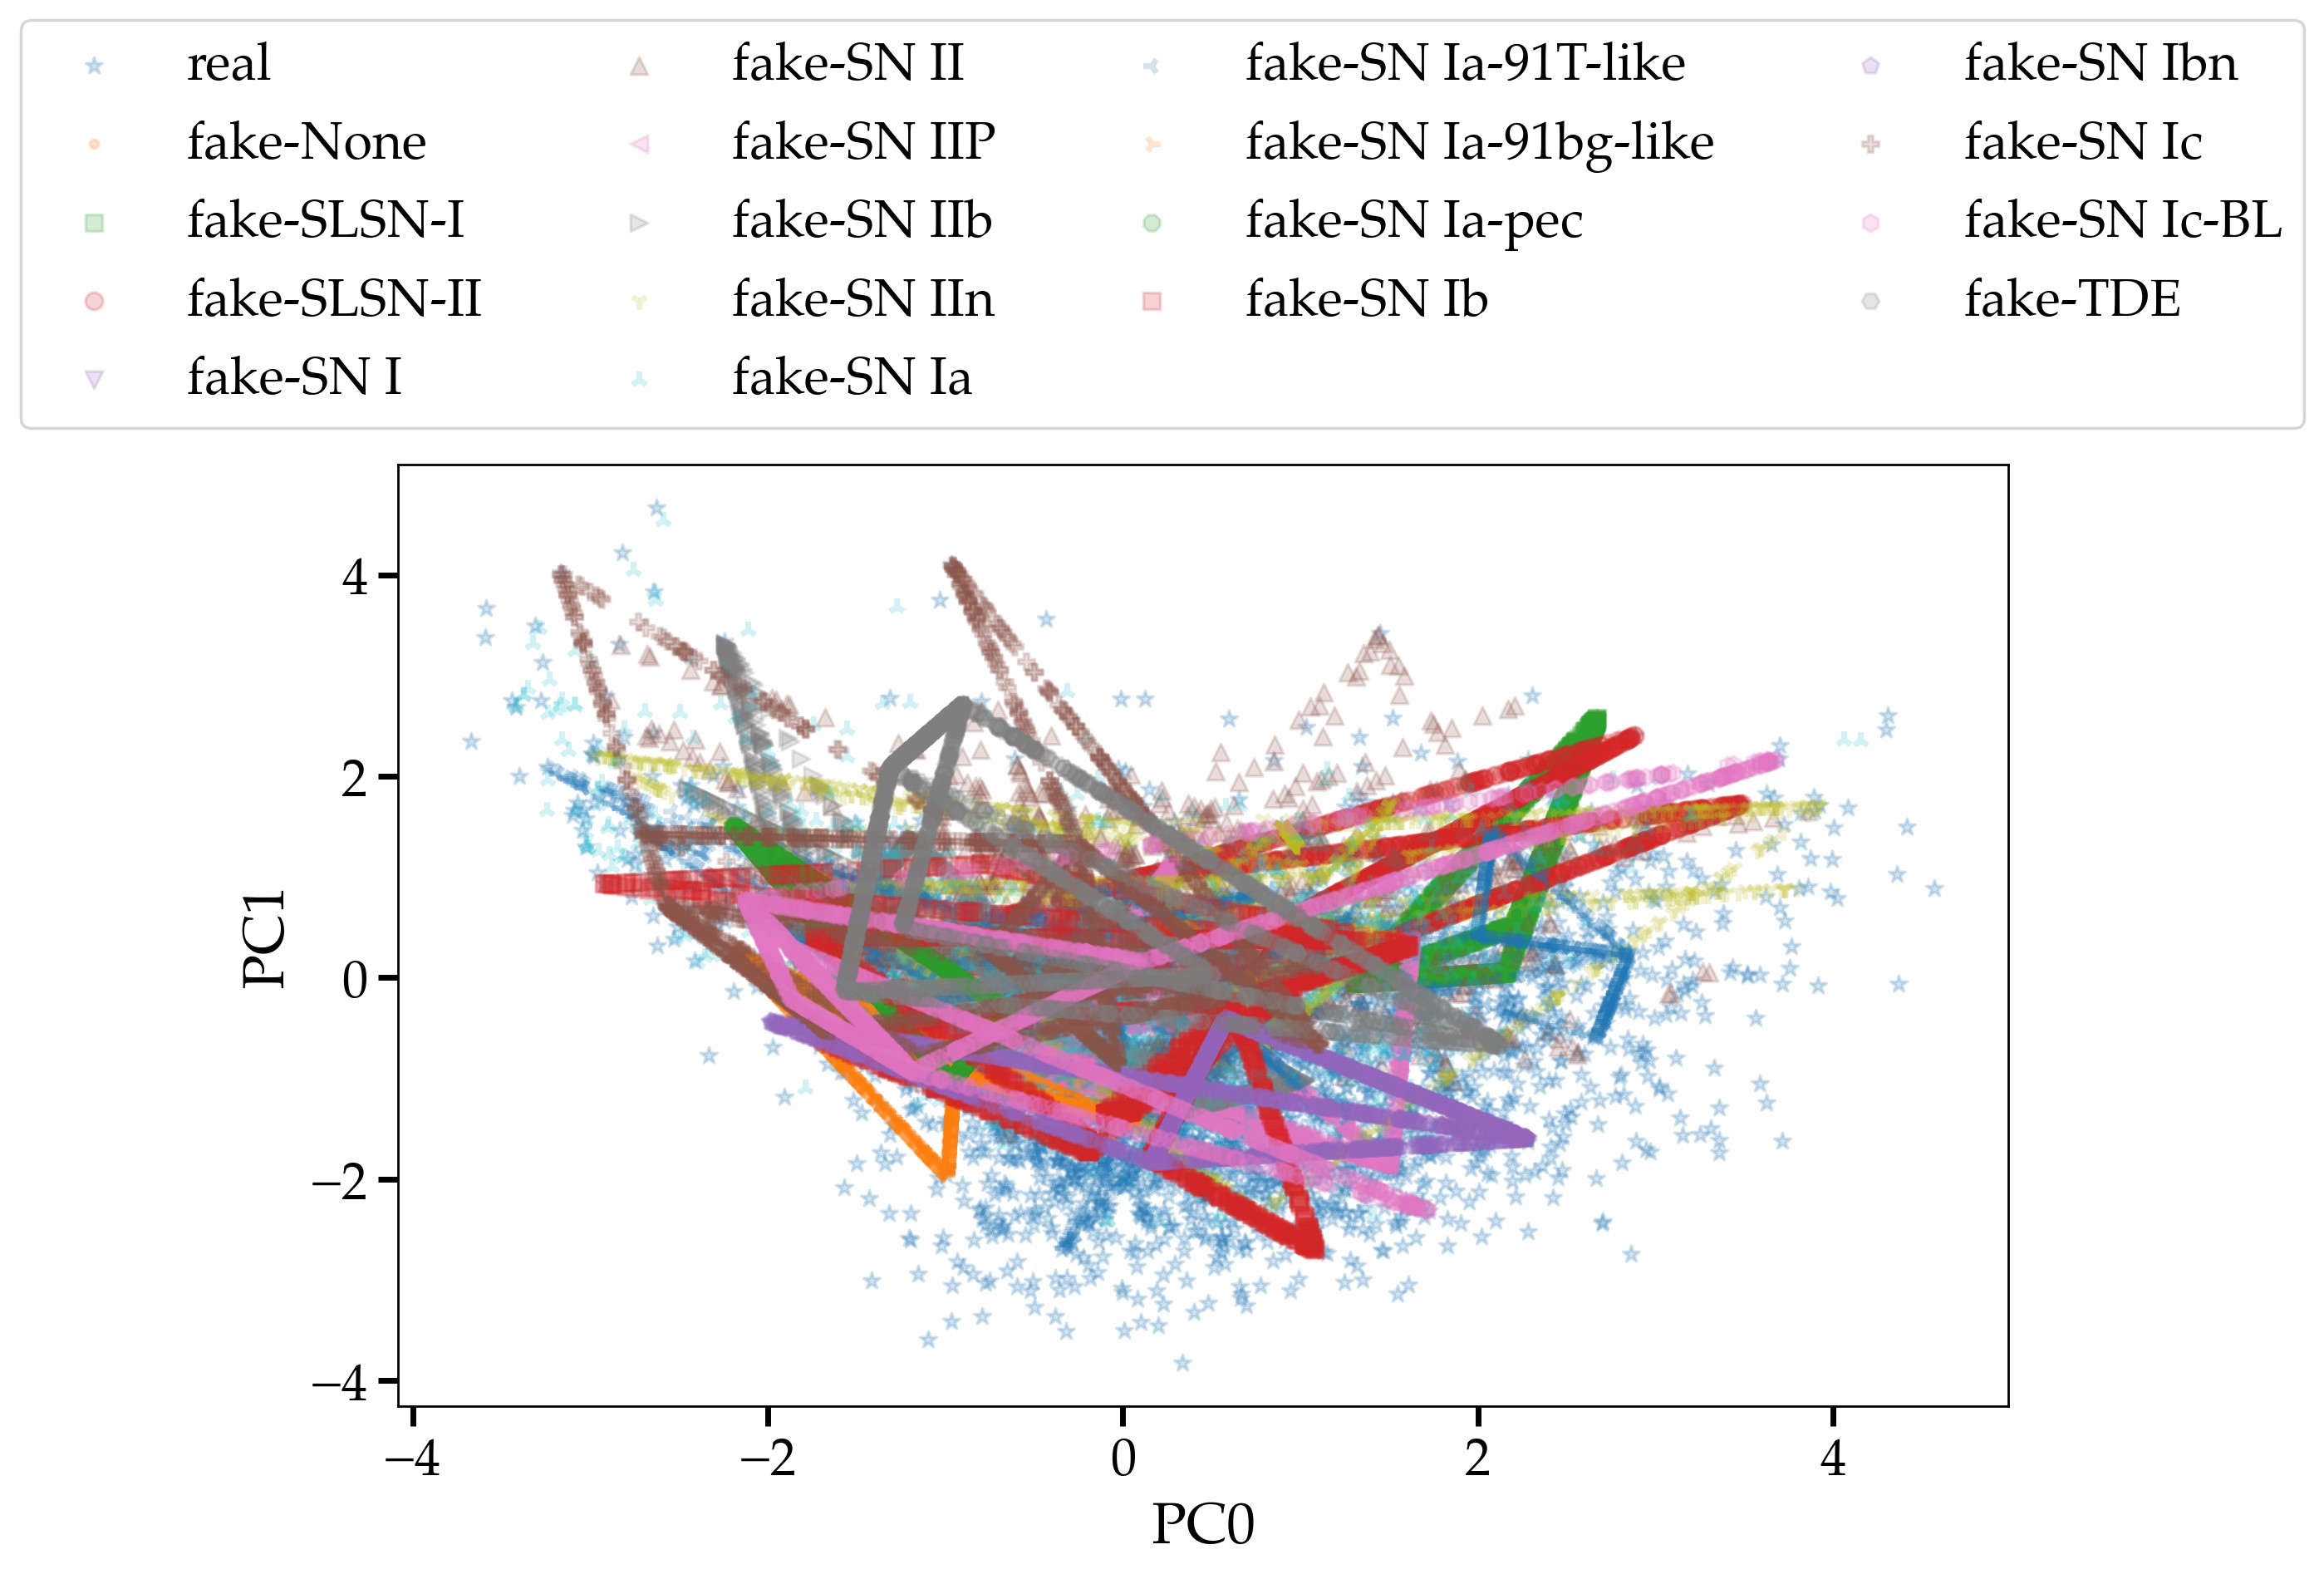 real
fake-None
fake-SLSN-I
fake-SLSN-II
fake-SN I
fake-SN II
fake-SN IIP
fake-SN IIb
fake-SN IIn
fake-SN Ia
fake-SN Ia-91T-like
fake-SN Ia-91bg-like
fake-SN Ia-pec
fake-SN Ib
fake-SN Ibn
fake-SN Ic
fake-SN Ic-BL
fake-TDE
PC1
4
2
0
−2
−4
−4
−2
0
2
4
PC0